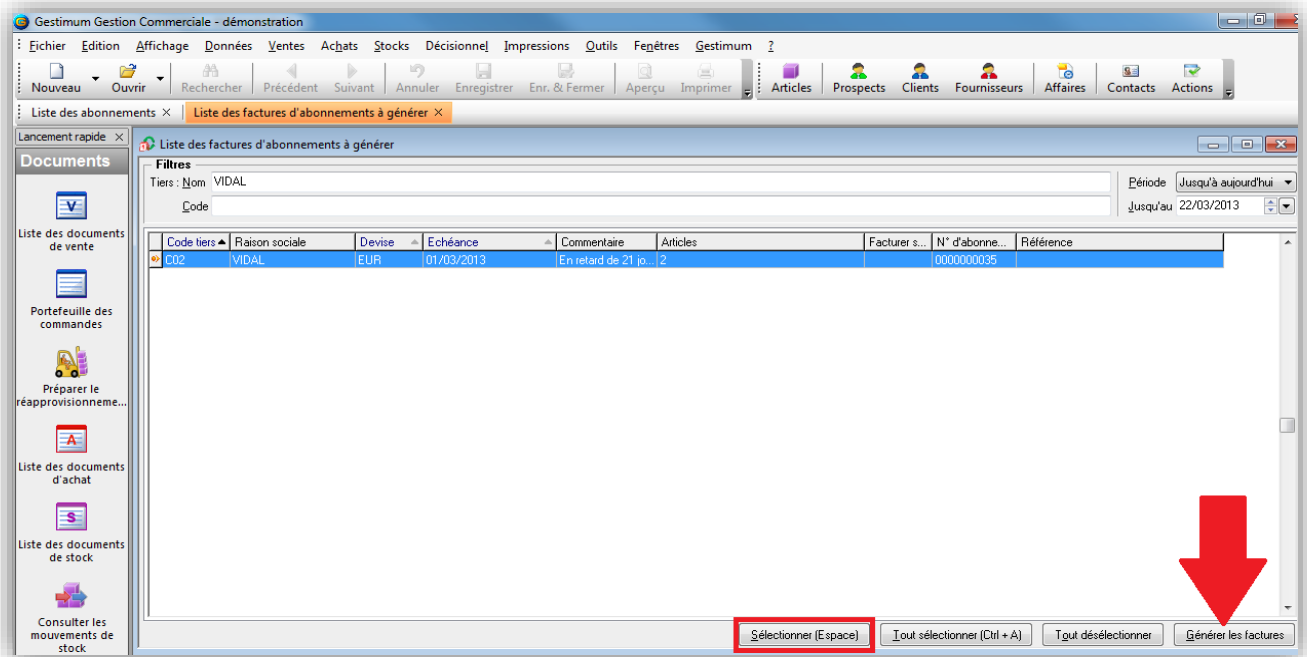 Gestimum Gestion Commerciale - démonstration
Fichier Edition Affichage Données Ventes Achats Stocks Décisionnel Impressions Outils Fenêtres Gestimum ?
Nouveau Ouvrir Rechercher Précédent Suivant Annuler Enregistrer Enr. & Fermer Aperçu Imprimer Articles Prospects Clients Fournisseurs Affaires Contacts Actions
Liste des abonnements Liste des factures d'abonnements à générer
Lancement rapide
Documents
Liste des documents
de vente
Portefeuille des
commandes
Préparer le
réapprovisionneme...
Liste des documents
d'achat
Liste des documents
de stock
Consulter les
mouvements de
stock
Liste des factures d'abonnements à générer
Filtres
Tiers : Nom VIDAL Période Jusqu'à aujourd'hui
Code Jusqu'au 22/03/2013
Code tiers Raison sociale Devise Echéance Commentaire Articles Facturer s... N° d'abonne... Référence
C02 VIDAL EUR 01/03/2013 En retard de 21 jo... 2 0000000035
Sélectionner (Espace) Tout sélectionner (Ctrl + A) Tout désélectionner Générer les factures